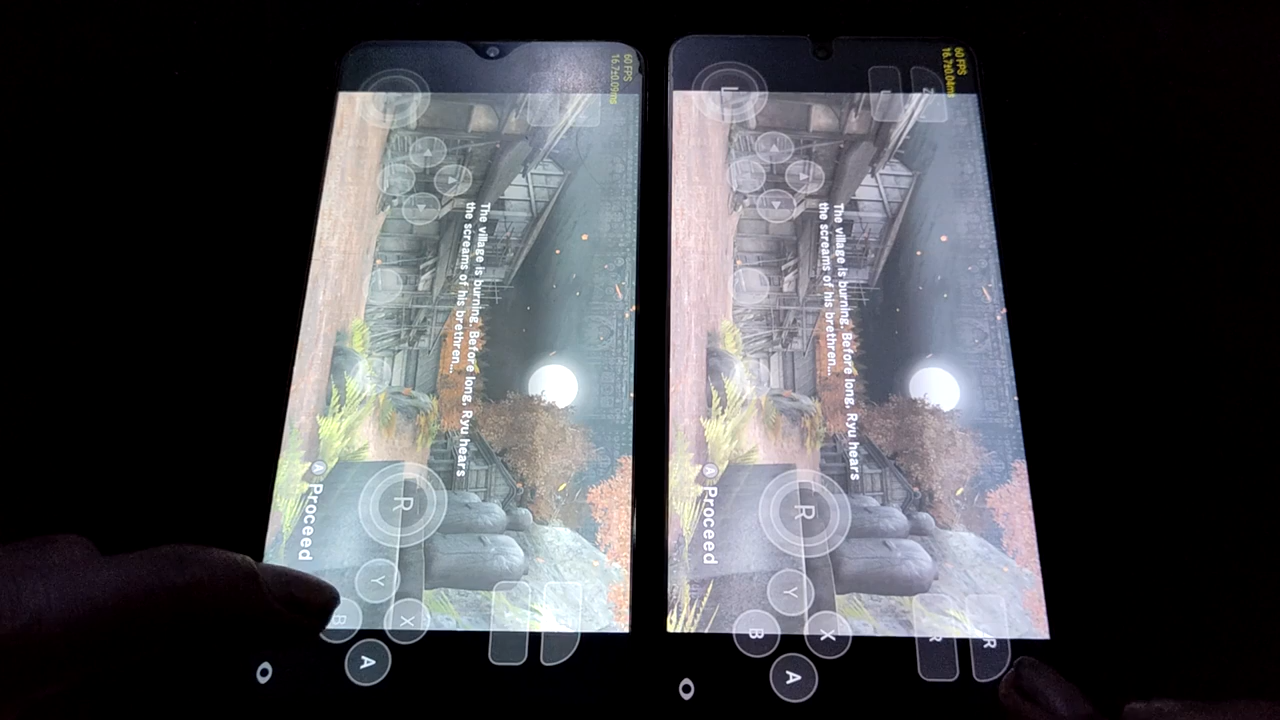 60 FPS
16.7±0.09ms
The village is burning. Before long, Ryu hears
the screams of his brethren...
A Proceed
R
Y
B
X
A
60 FPS
16.7±0.04ms
L
L
Z
The village is burning. Before long, Ryu hears
the screams of his brethren...
A Proceed
R
Y
B
X
A
R
R